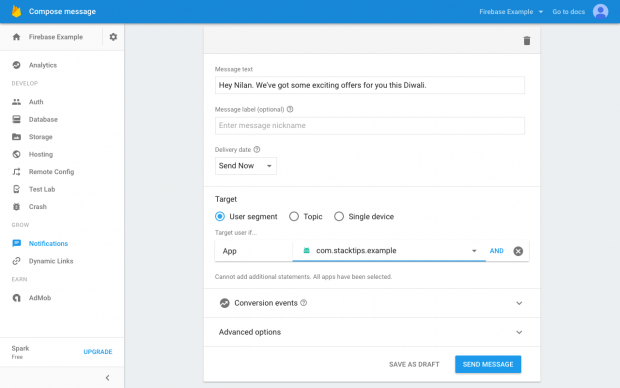 Compose message
Firebase Example
Go to docs
Firebase Example
Analytics
DEVELOP
Auth
Database
Storage
Hosting
Remote Config
Test Lab
Crash
GROW
Notifications
Dynamic Links
EARN
AdMob
Spark
Free
UPGRADE
Message text
Hey Nilan. We've got some exciting offers for you this Diwali.
Message label (optional)
Enter message nickname
Delivery date
Send Now
Target
User segment Topic Single device
Target user if...
App com.stacktips.example AND
Cannot add additional statements. All apps have been selected.
Conversion events
Advanced options
SAVE AS DRAFT SEND MESSAGE